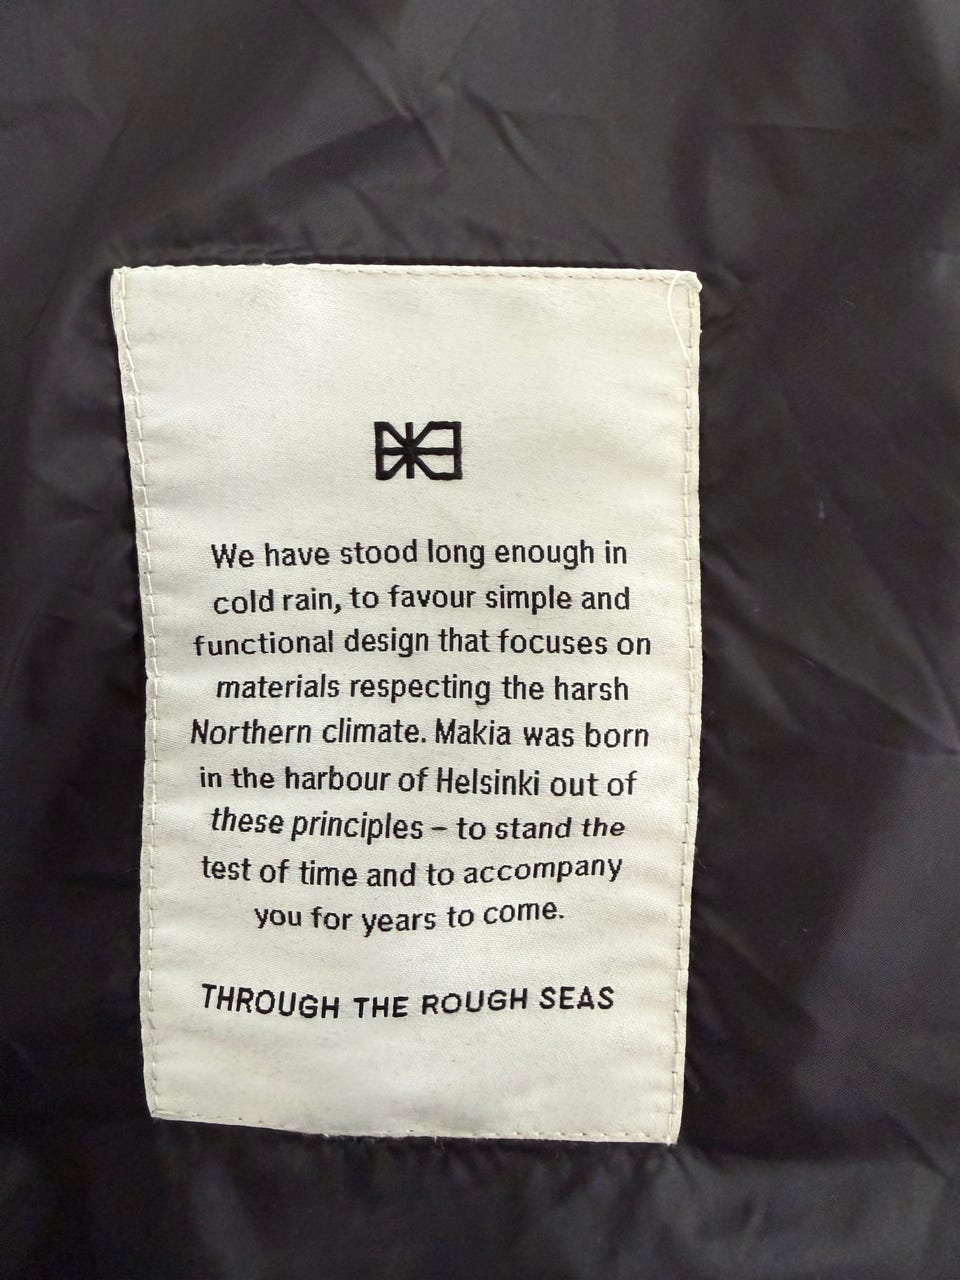 We have stood long enough in
cold rain, to favour simple and
functional design that focuses on
materials respecting the harsh
Northern climate. Makia was born
in the harbour of Helsinki out of
these principles – to stand the
test of time and to accompany
you for years to come.
THROUGH THE ROUGH SEAS